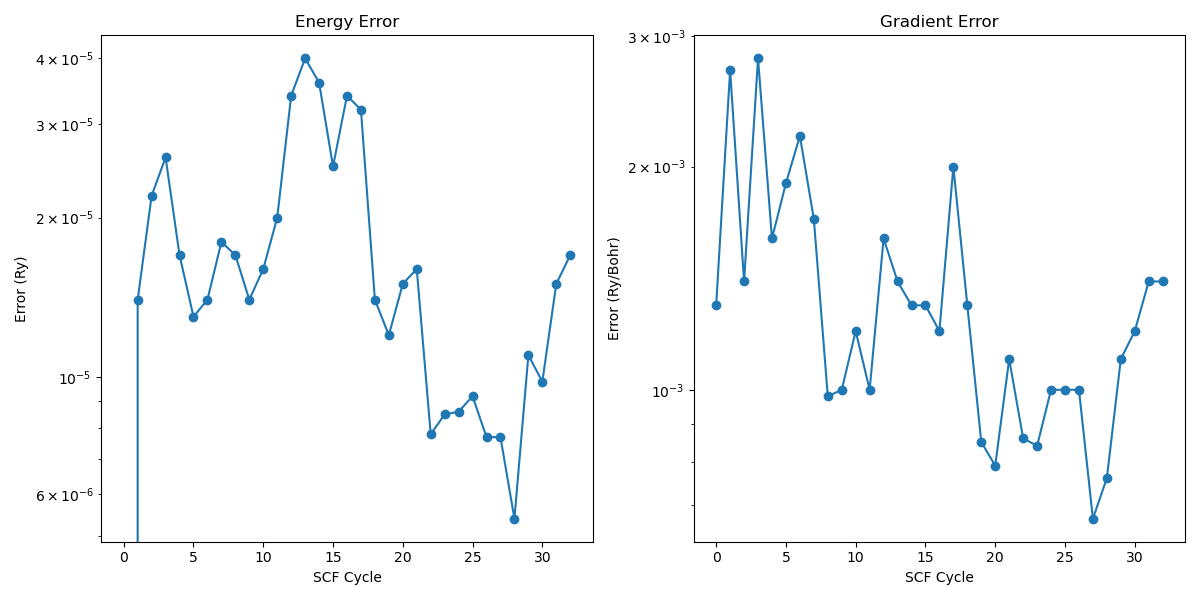 Energy Error
Error (Ry)
4 × 10⁻⁵
3 × 10⁻⁵
2 × 10⁻⁵
10⁻⁵
6 × 10⁻⁶
0 5 10 15 20 25 30
SCF Cycle
Gradient Error
Error (Ry/Bohr)
3 × 10⁻³
2 × 10⁻³
10⁻³
0 5 10 15 20 25 30
SCF Cycle